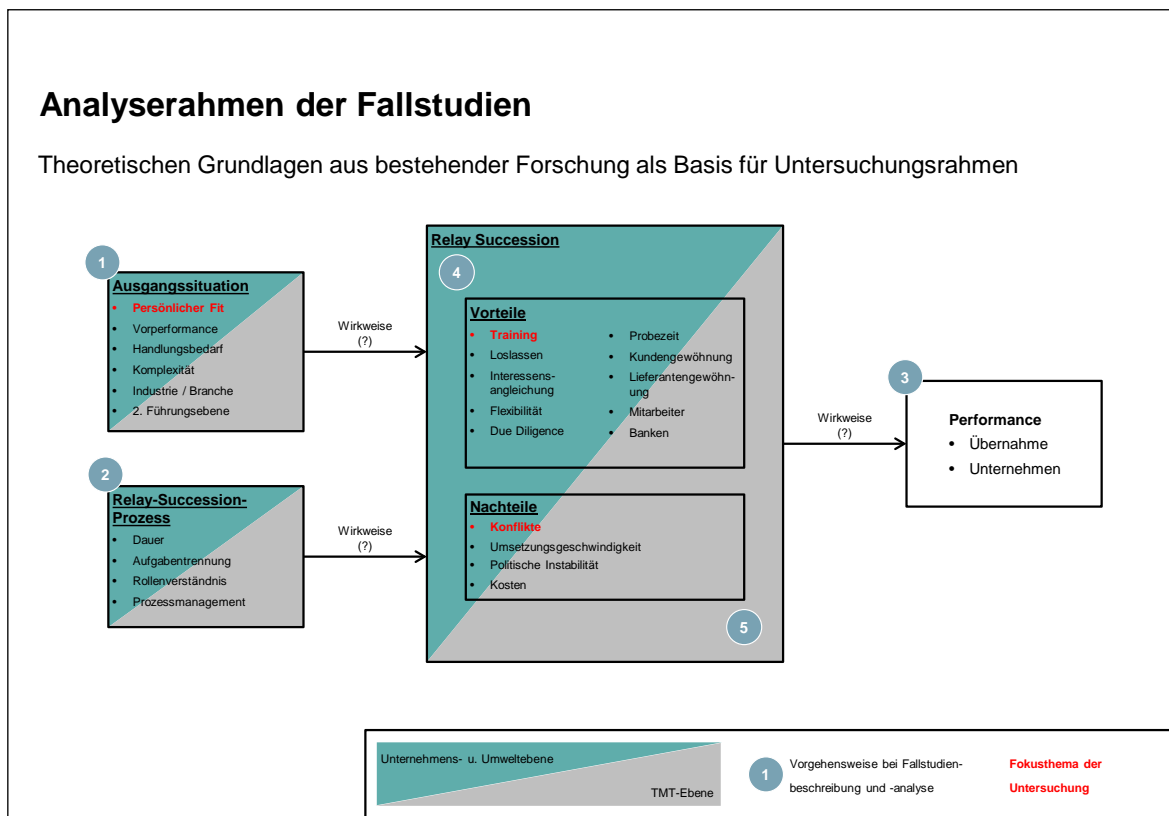 Analyserahmen der Fallstudien
Theoretischen Grundlagen aus bestehender Forschung als Basis für Untersuchungsrahmen
1
Ausgangssituation
• Persönlicher Fit
• Vorperformance
• Handlungsbedarf
• Komplexität
• Industrie / Branche
• 2. Führungsebene
Wirkweise
(?)
2
Relay-Succession-
Prozess
• Dauer
• Aufgabentrennung
• Rollenverständnis
• Prozessmanagement
Wirkweise
(?)
Relay Succession
4
Vorteile
• Training
• Loslassen
• Interessens-
angleichung
• Flexibilität
• Due Diligence
• Probezeit
• Kundengewöhnung
• Lieferantengewöhn-
ung
• Mitarbeiter
• Banken
Nachteile
• Konflikte
• Umsetzungsgeschwindigkeit
• Politische Instabilität
• Kosten
5
Wirkweise
(?)
3
Performance
• Übernahme
• Unternehmen
Unternehmens- u. Umweltebene
TMT-Ebene
1
Vorgehensweise bei Fallstudien-
beschreibung und -analyse
Fokusthema der
Untersuchung